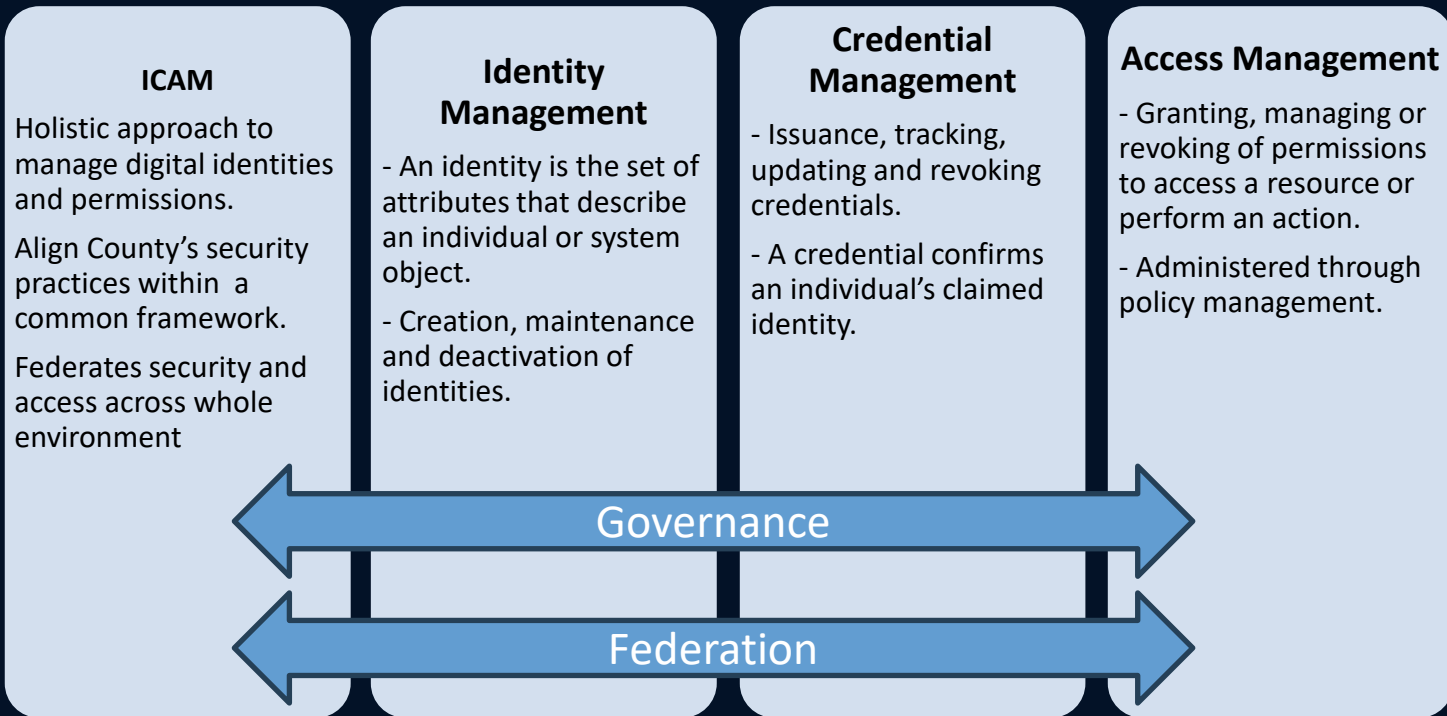 ICAM
Holistic approach to
manage digital identities
and permissions.
Align County’s security
practices within  a
common framework.
Federates security and
access across whole
environment
Identity
Management
- An identity is the set of
attributes that describe
an individual or system
object.
- Creation, maintenance
and deactivation of
identities.
Credential
Management
- Issuance, tracking,
updating and revoking
credentials.
- A credential confirms
an individual’s claimed
identity.
Access Management
- Granting, managing or
revoking of permissions
to access a resource or
perform an action.
- Administered through
policy management.
Governance
Federation